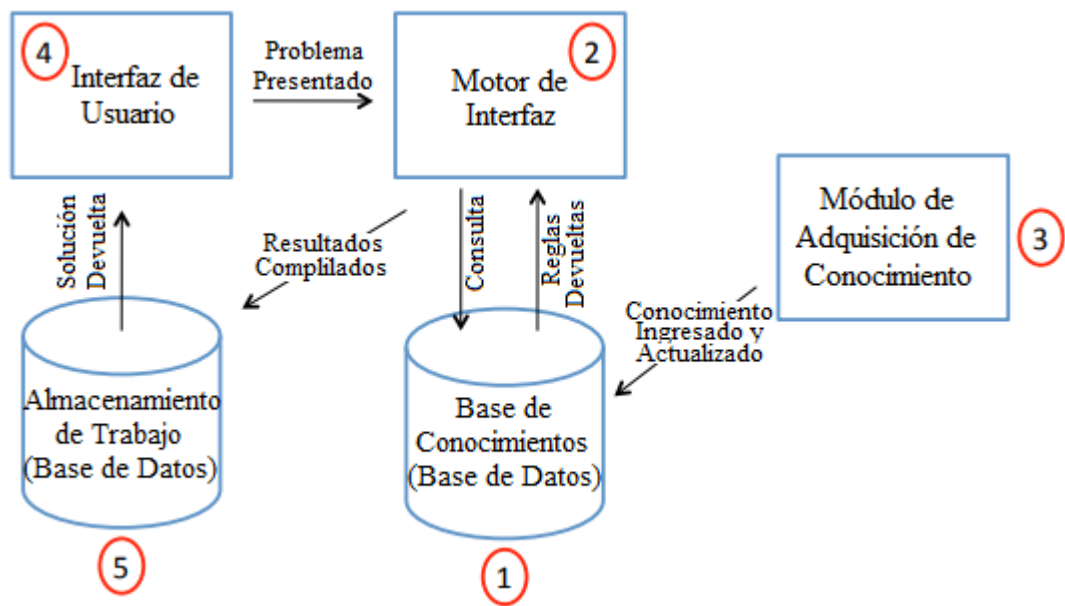 4
Interfaz de
Usuario
Problema
Presentado
2
Motor de
Interfaz
Módulo de
Adquisición de
Conocimiento
3
Solución
Devuelta
Resultados
Complilados
Consulta
Reglas
Devueltas
Conocimiento
Ingresado y
Actualizado
Almacenamiento
de Trabajo
(Base de Datos)
5
Base de
Conocimientos
(Base de Datos)
1